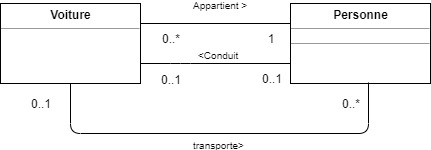 Appartient >
Voiture
Personne
0..*
1
<Conduit
0..1
0..1
0..1
0..*
transporte>